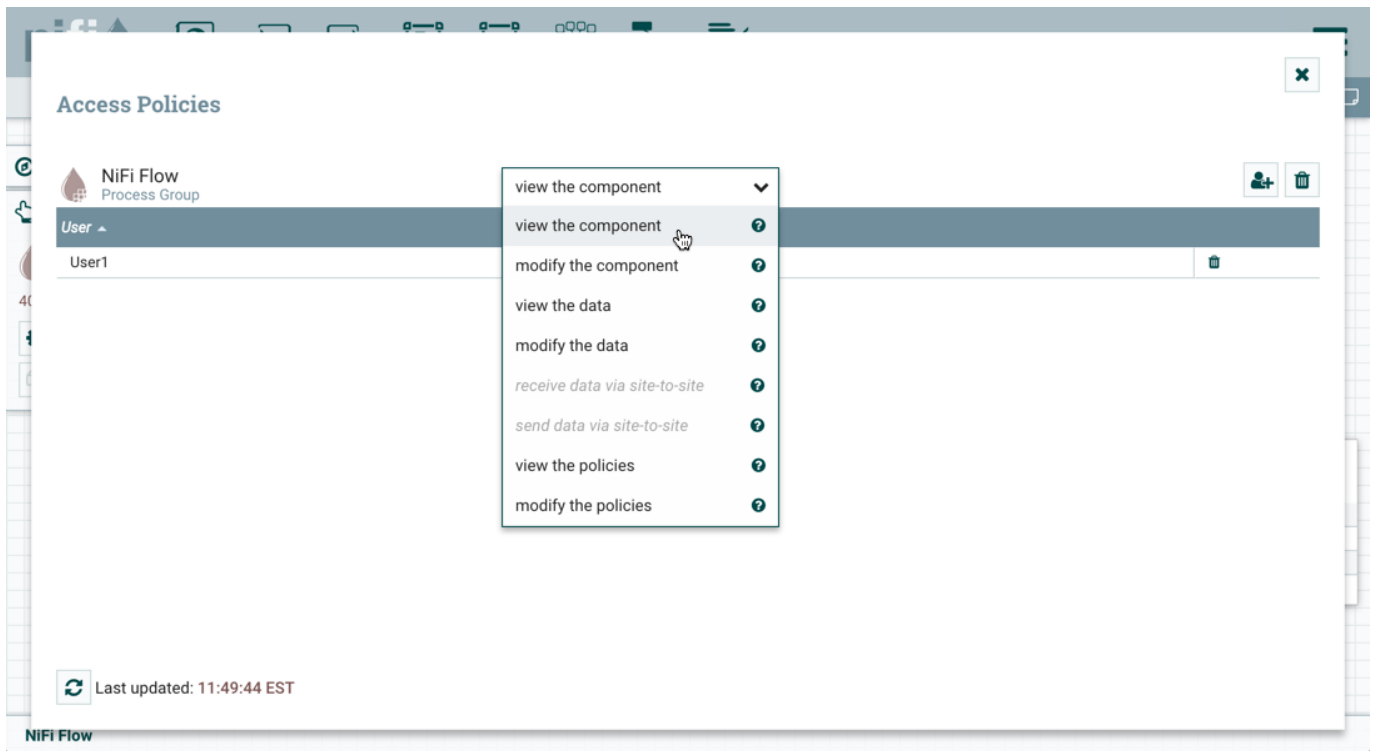 Access Policies
NiFi Flow
Process Group
view the component
User
view the component
User1
modify the component
view the data
modify the data
receive data via site-to-site
send data via site-to-site
view the policies
modify the policies
Last updated: 11:49:44 EST
NiFi Flow